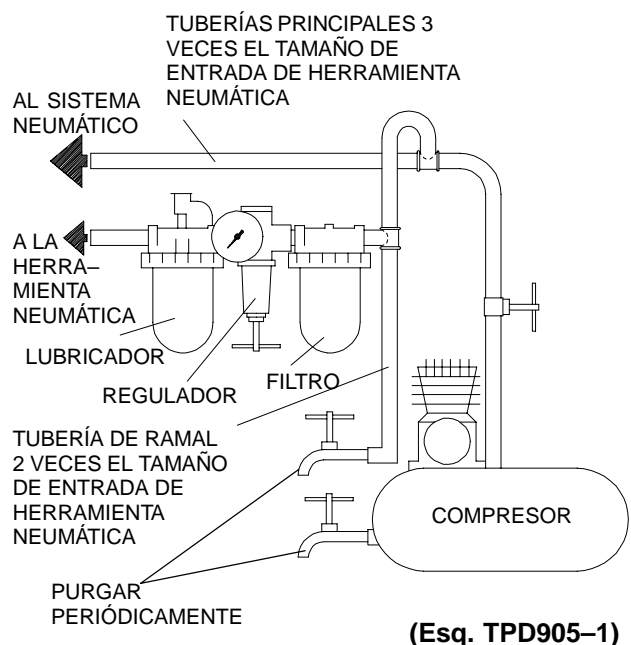 TUBERÍAS PRINCIPALES 3
VECES EL TAMAÑO DE
ENTRADA DE HERRAMIENTA
NEUMÁTICA
AL SISTEMA
NEUMÁTICO
A LA
HERRA–
MIENTA
NEUMÁTICA
LUBRICADOR
REGULADOR
FILTRO
TUBERÍA DE RAMAL
2 VECES EL TAMAÑO
DE ENTRADA DE
HERRAMIENTA
NEUMÁTICA
COMPRESOR
PURGAR
PERIÓDICAMENTE
(Esq. TPD905–1)